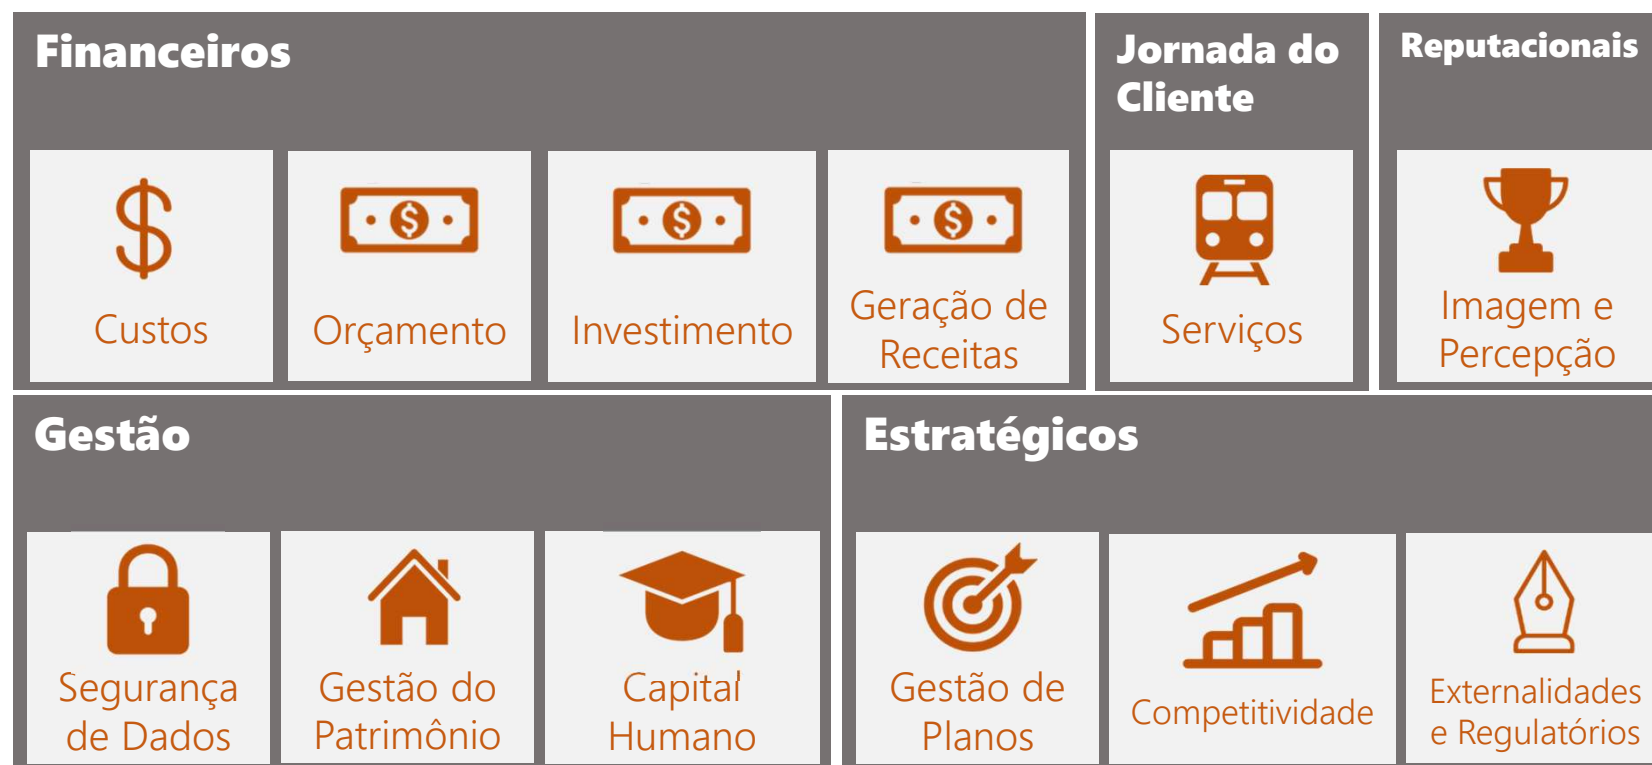 Financeiros
Custos
Orçamento
Investimento
Geração de
Receitas
Jornada do
Cliente
Serviços
Reputacionais
Imagem e
Percepção
Gestão
Segurança
de Dados
Gestão do
Patrimônio
Capital
Humano
Estratégicos
Gestão de
Planos
Competitividade
Externalidades
e Regulatórios